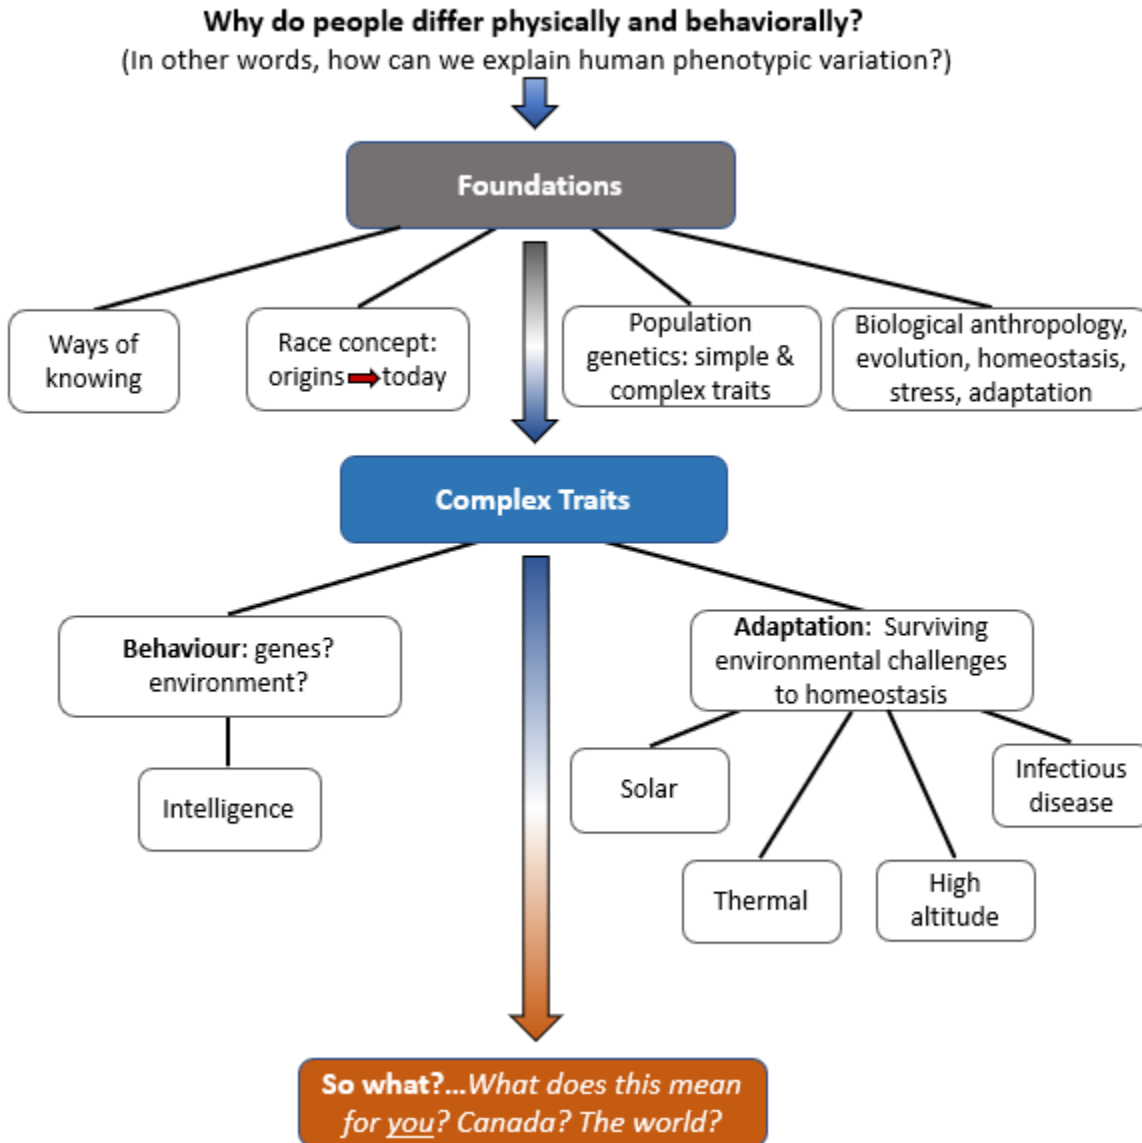 Why do people differ physically and behaviorally?
(In other words, how can we explain human phenotypic variation?)
Foundations
Ways of
knowing
Race concept:
origins today
Population
genetics: simple &
complex traits
Biological anthropology,
evolution, homeostasis,
stress, adaptation
Complex Traits
Behaviour: genes?
environment?
Intelligence
Adaptation: Surviving
environmental challenges
to homeostasis
Solar
Thermal
High
altitude
Infectious
disease
So what?...What does this mean
for you? Canada? The world?